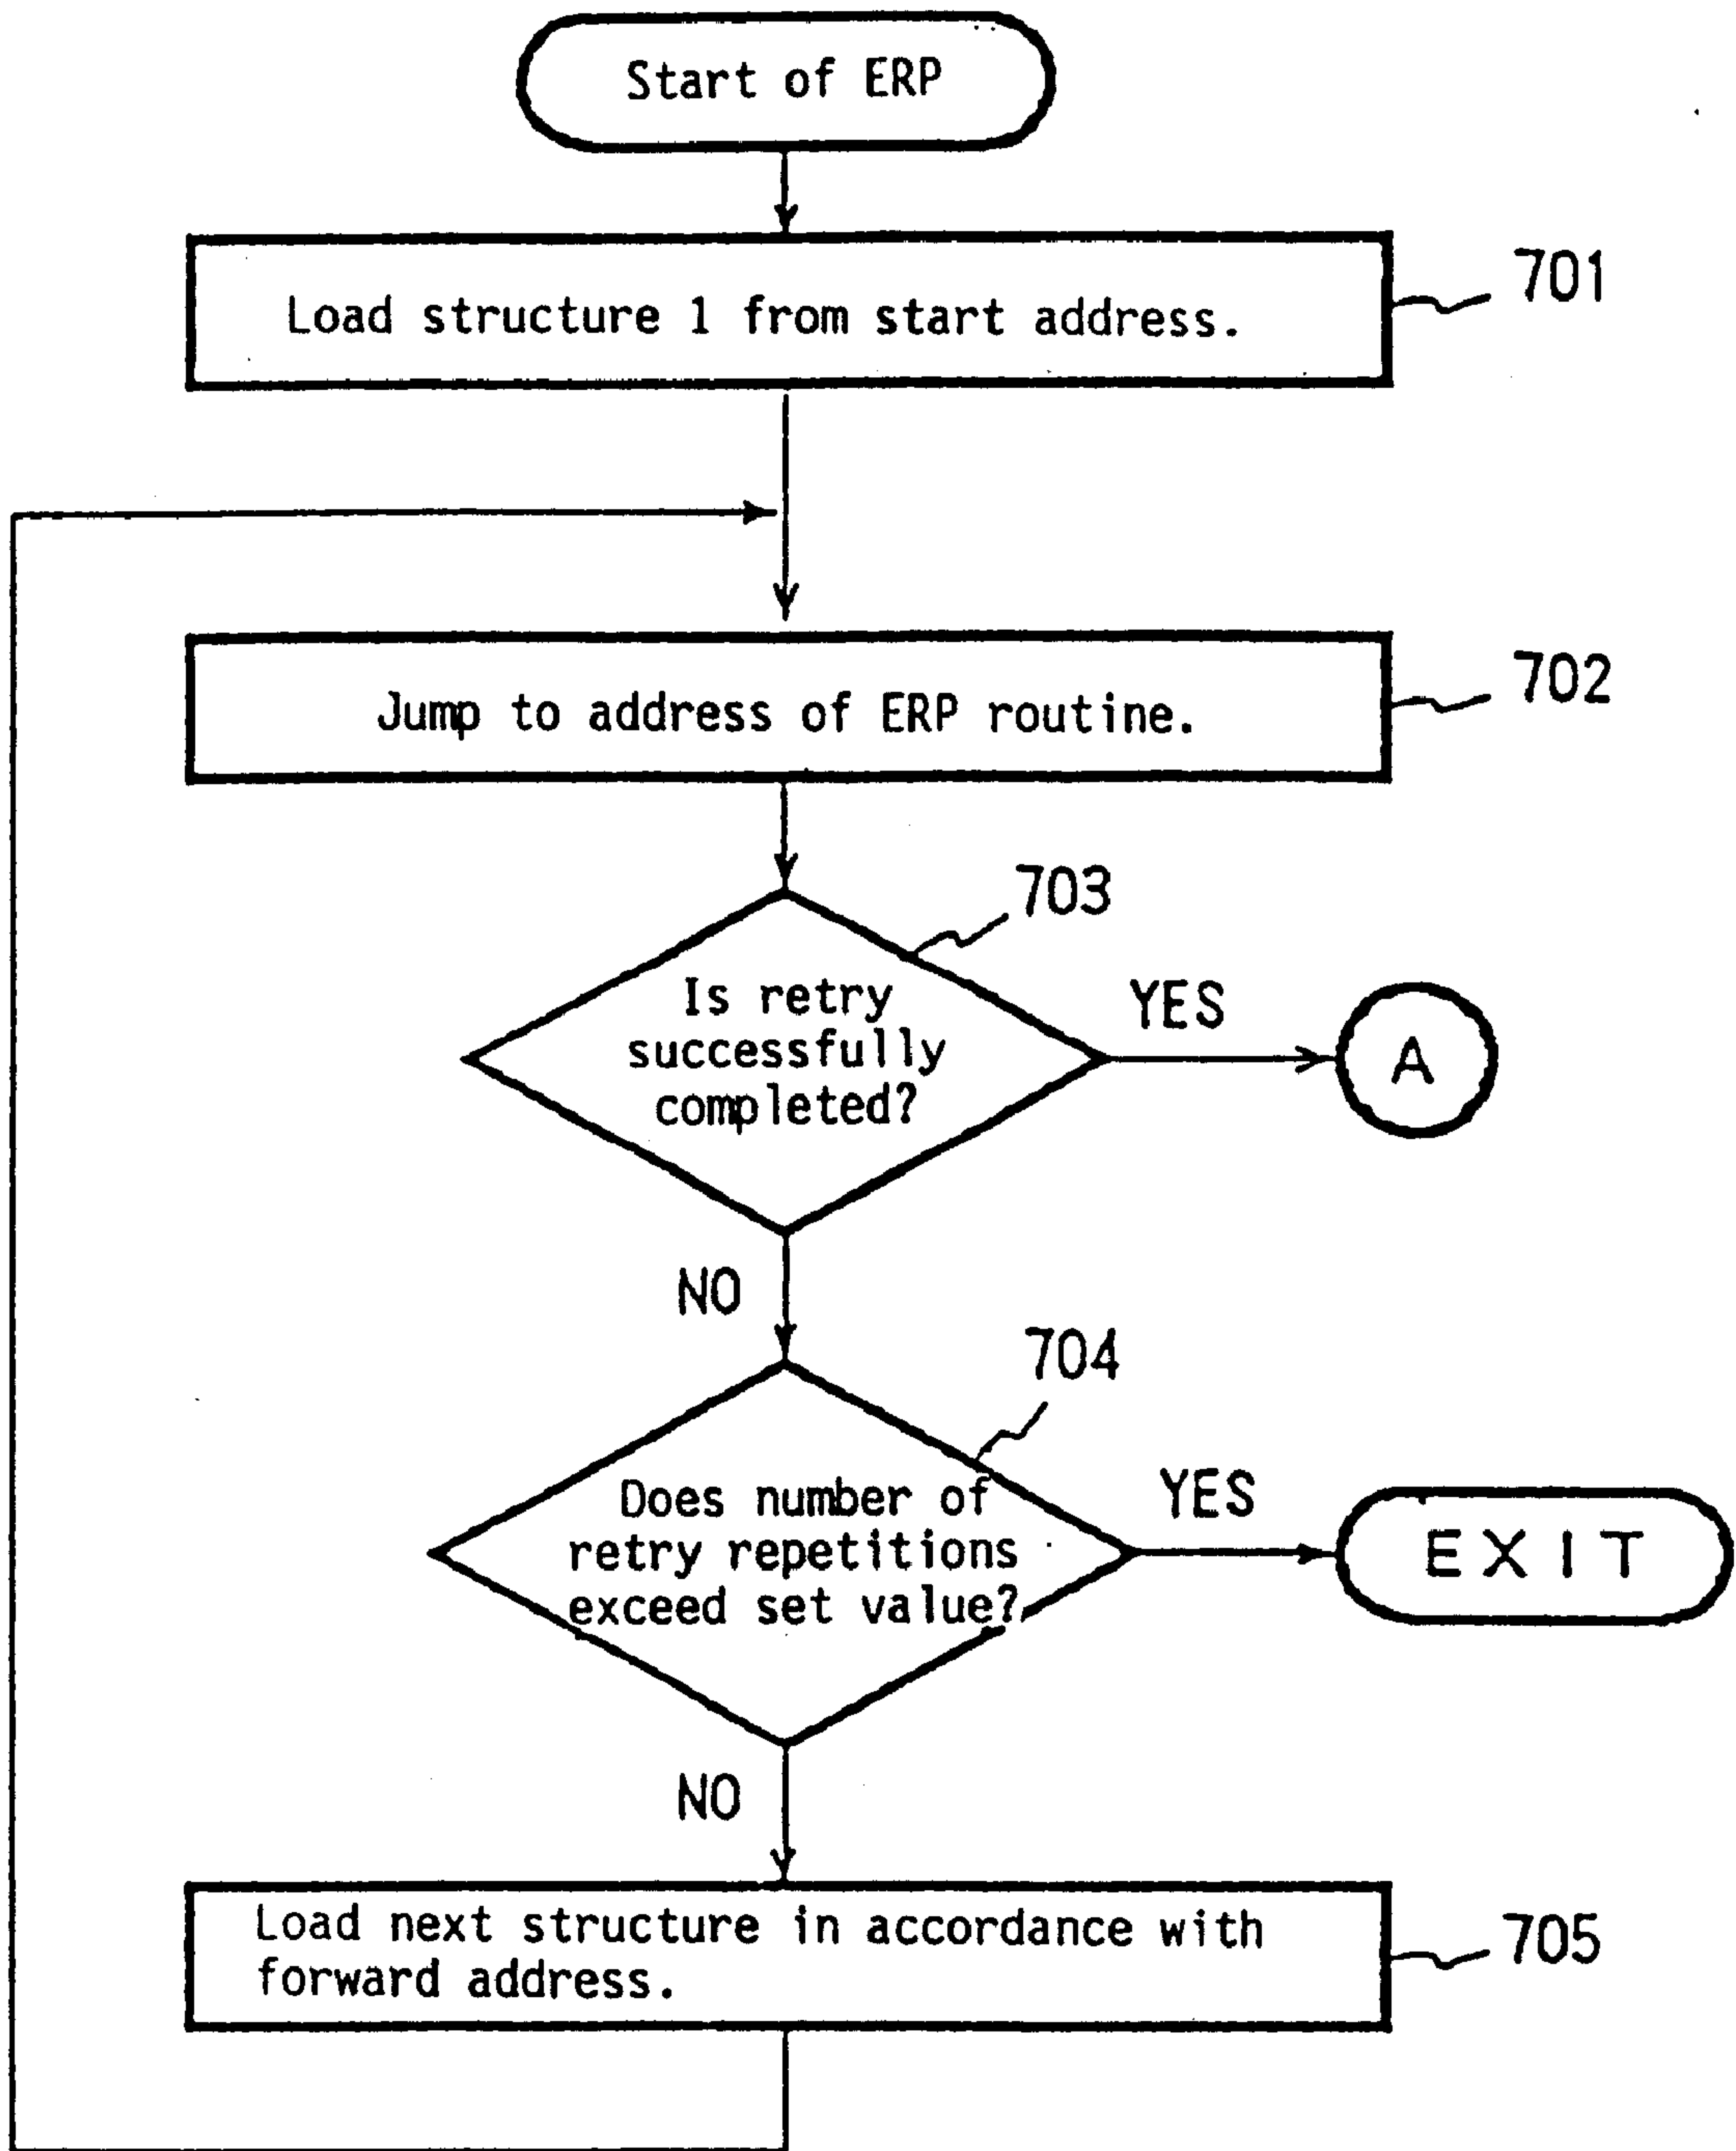 Start of ERP
Load structure 1 from start address.
701
Jump to address of ERP routine.
702
703
Is retry
successfully
completed?
YES
A
NO
704
Does number of
retry repetitions
exceed set value?
YES
EXIT
NO
Load next structure in accordance with
forward address.
705